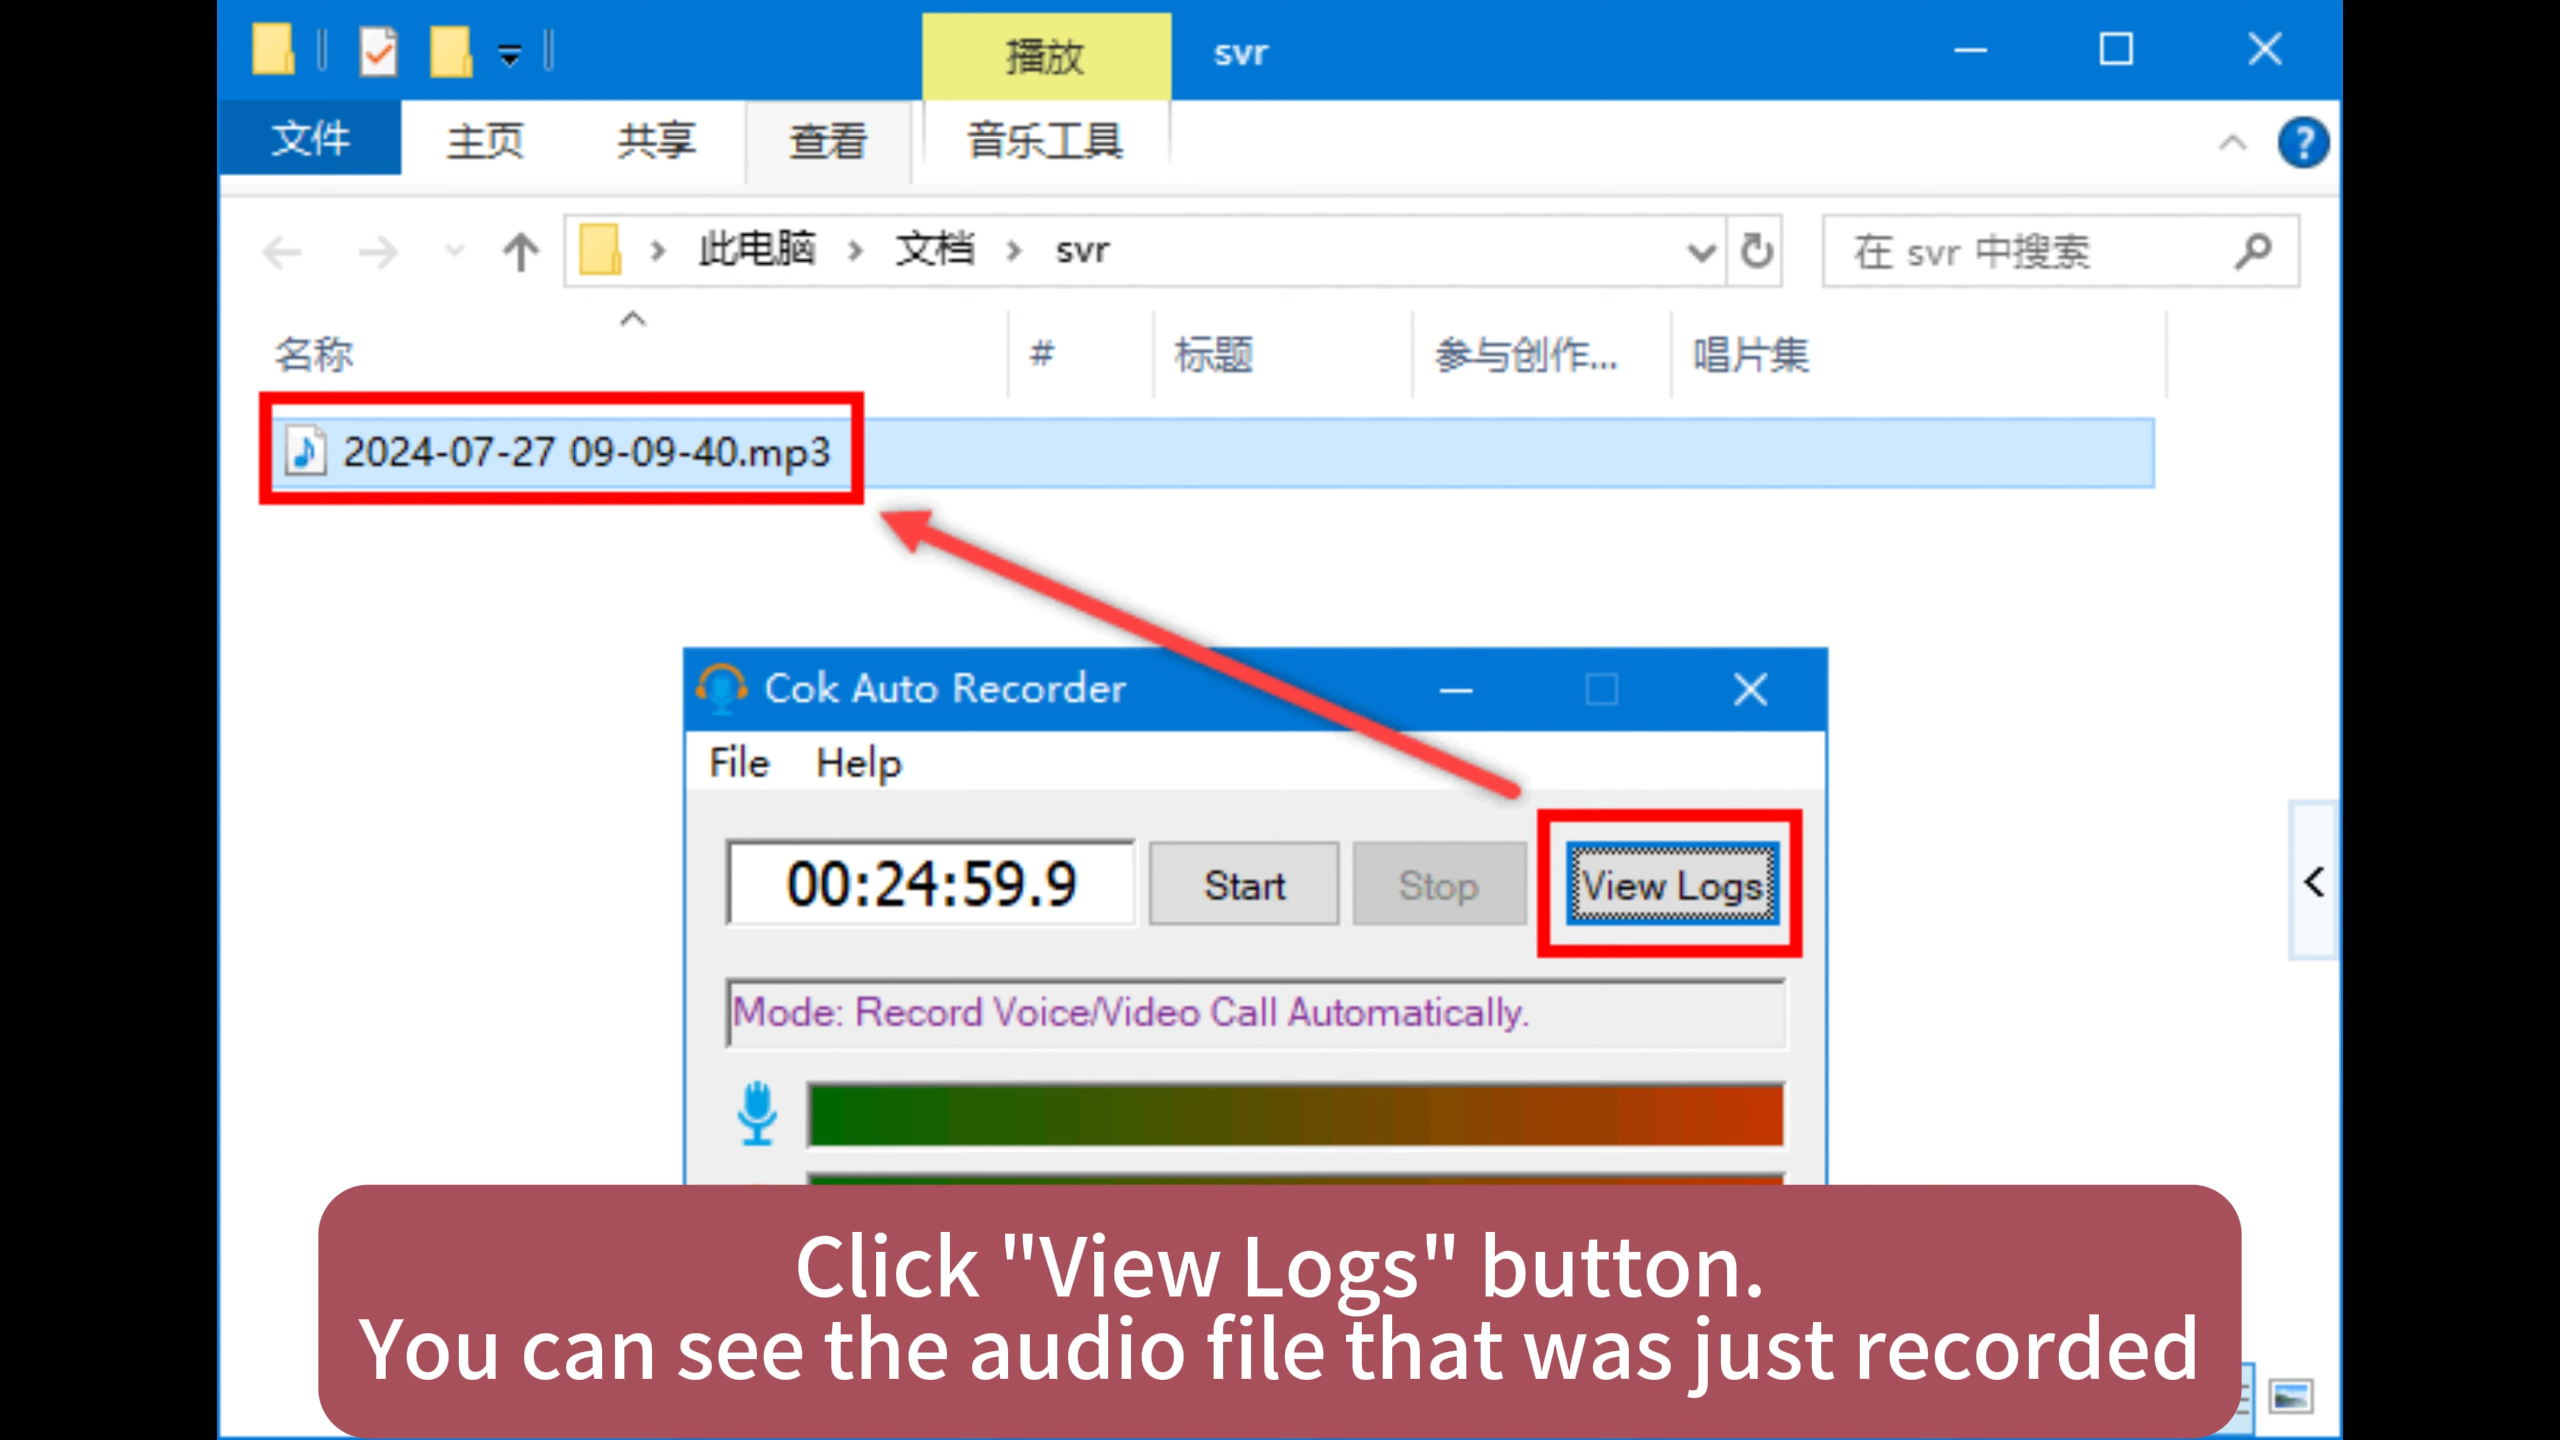 播放
svr
文件
主页
共享
查看
音乐工具
此电脑 > 文档 > svr
在 svr 中搜索
名称
#
标题
参与创作...
唱片集
2024-07-27 09-09-40.mp3
Cok Auto Recorder
File Help
00:24:59.9
Start
Stop
View Logs
Mode: Record Voice/Video Call Automatically.
Click "View Logs" button.
You can see the audio file that was just recorded